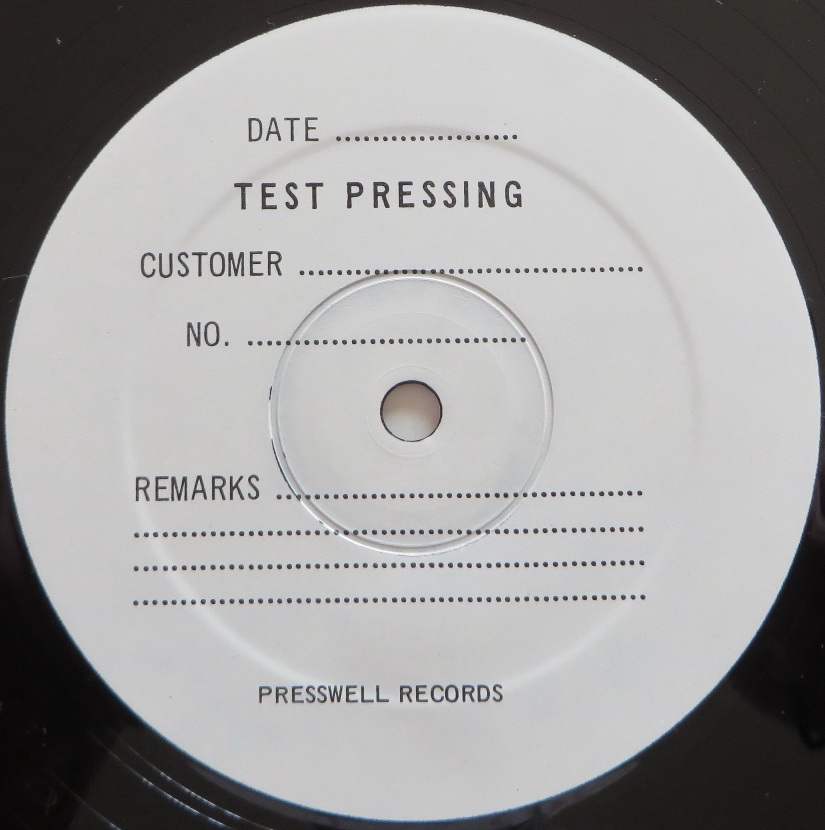 DATE ....................
TEST PRESSING
CUSTOMER .....................................
NO. ..............................
REMARKS ........................................
.......................................................
.......................................................
.......................................................
PRESSWELL RECORDS